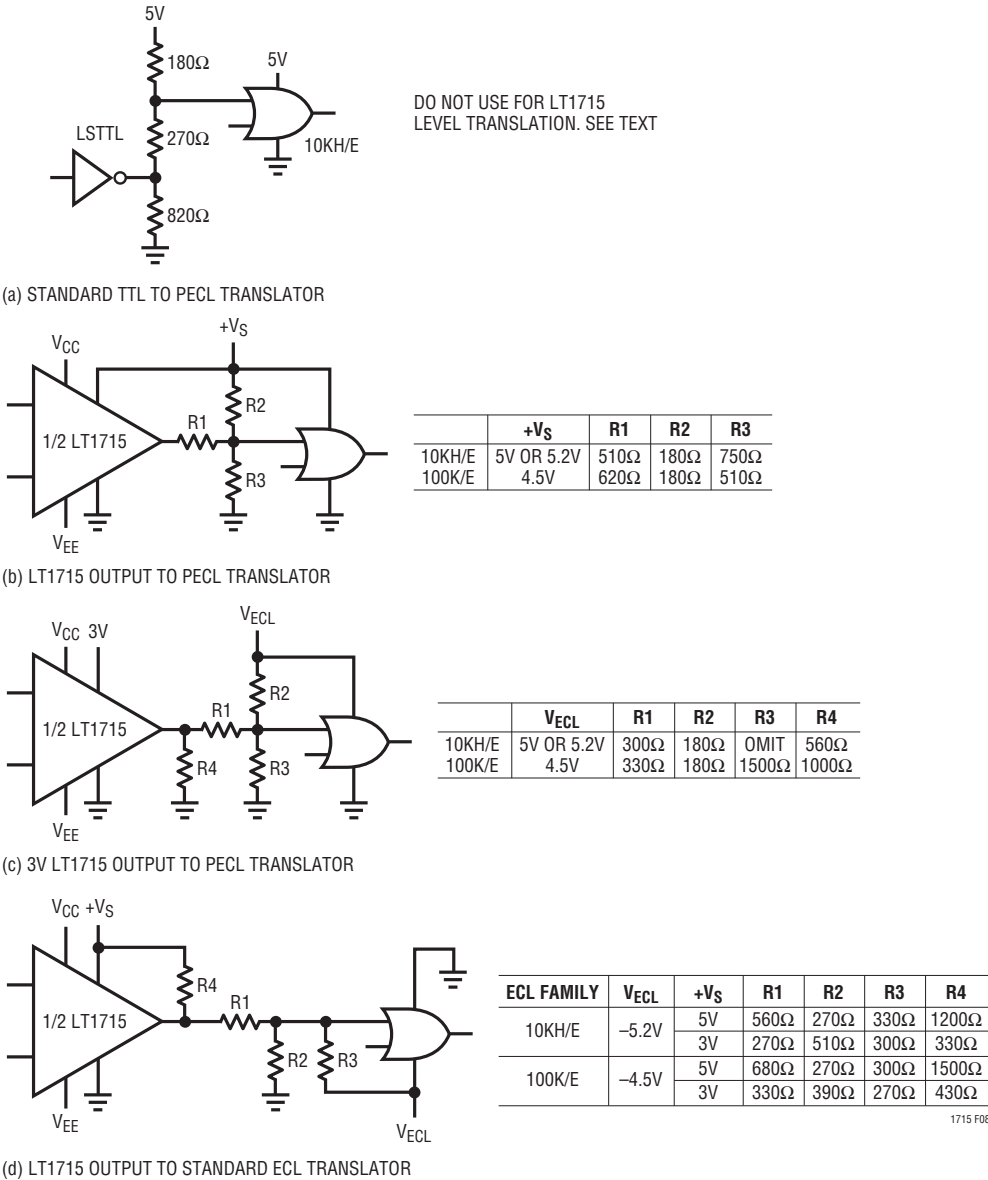 5V
180Ω
5V
DO NOT USE FOR LT1715
LEVEL TRANSLATION. SEE TEXT
LSTTL
270Ω
10KH/E
820Ω
(a) STANDARD TTL TO PECL TRANSLATOR
+VS
VCC
R2
R1
1/2 LT1715
R3
VEE
+VS R1 R2 R3
10KH/E 5V OR 5.2V 510Ω 180Ω 750Ω
100K/E 4.5V 620Ω 180Ω 510Ω
(b) LT1715 OUTPUT TO PECL TRANSLATOR
VECL
VCC 3V
R2
R1
1/2 LT1715
R4
R3
VEE
VECL R1 R2 R3 R4
10KH/E 5V OR 5.2V 300Ω 180Ω OMIT 560Ω
100K/E 4.5V 330Ω 180Ω 1500Ω 1000Ω
(c) 3V LT1715 OUTPUT TO PECL TRANSLATOR
VCC +VS
R4
R1
1/2 LT1715
R2
R3
VEE
VECL
ECL FAMILY VECL +VS R1 R2 R3 R4
10KH/E –5.2V 5V 560Ω 270Ω 330Ω 1200Ω
3V 270Ω 510Ω 300Ω 330Ω
100K/E –4.5V 5V 680Ω 270Ω 300Ω 1500Ω
3V 330Ω 390Ω 270Ω 430Ω
1715 F08
(d) LT1715 OUTPUT TO STANDARD ECL TRANSLATOR